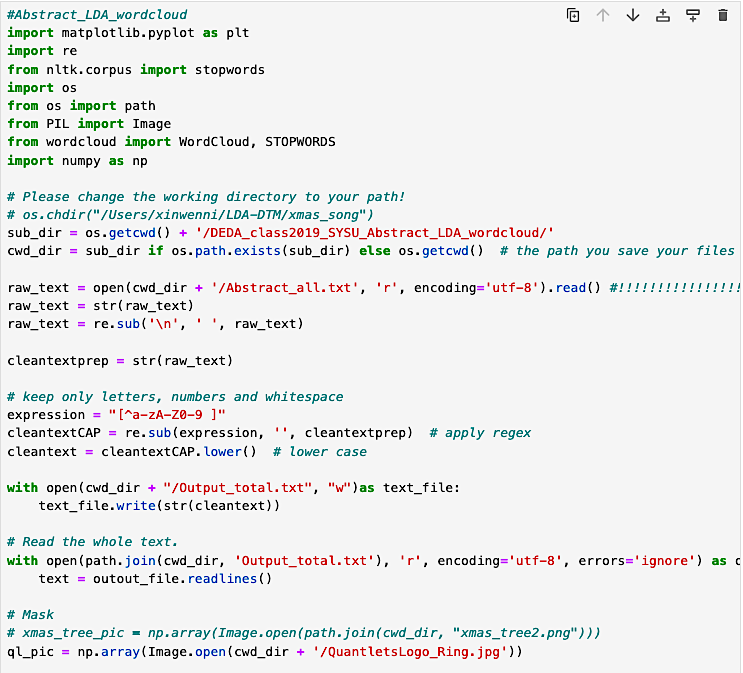 #Abstract_LDA_wordcloud
import matplotlib.pyplot as plt
import re
from nltk.corpus import stopwords
import os
from os import path
from PIL import Image
from wordcloud import WordCloud, STOPWORDS
import numpy as np

# Please change the working directory to your path!
# os.chdir("/Users/xinwenni/LDA-DTM/xmas_song")
sub_dir = os.getcwd() + '/DEDA_class2019_SYSU_Abstract_LDA_wordcloud/'
cwd_dir = sub_dir if os.path.exists(sub_dir) else os.getcwd()  # the path you save your files

raw_text = open(cwd_dir + '/Abstract_all.txt', 'r', encoding='utf-8').read() #!!!!!!!!!!!!!!!!
raw_text = str(raw_text)
raw_text = re.sub('\n', ' ', raw_text)

cleantextprep = str(raw_text)

# keep only letters, numbers and whitespace
expression = "[^a-zA-Z0-9 ]"
cleantextCAP = re.sub(expression, '', cleantextprep)  # apply regex
cleantext = cleantextCAP.lower()  # lower case

with open(cwd_dir + "/Output_total.txt", "w")as text_file:
    text_file.write(str(cleantext))

# Read the whole text.
with open(path.join(cwd_dir, 'Output_total.txt'), 'r', encoding='utf-8', errors='ignore') as
    text = outout_file.readlines()

# Mask
# xmas_tree_pic = np.array(Image.open(path.join(cwd_dir, "xmas_tree2.png")))
ql_pic = np.array(Image.open(cwd_dir + '/QuantletsLogo_Ring.jpg'))